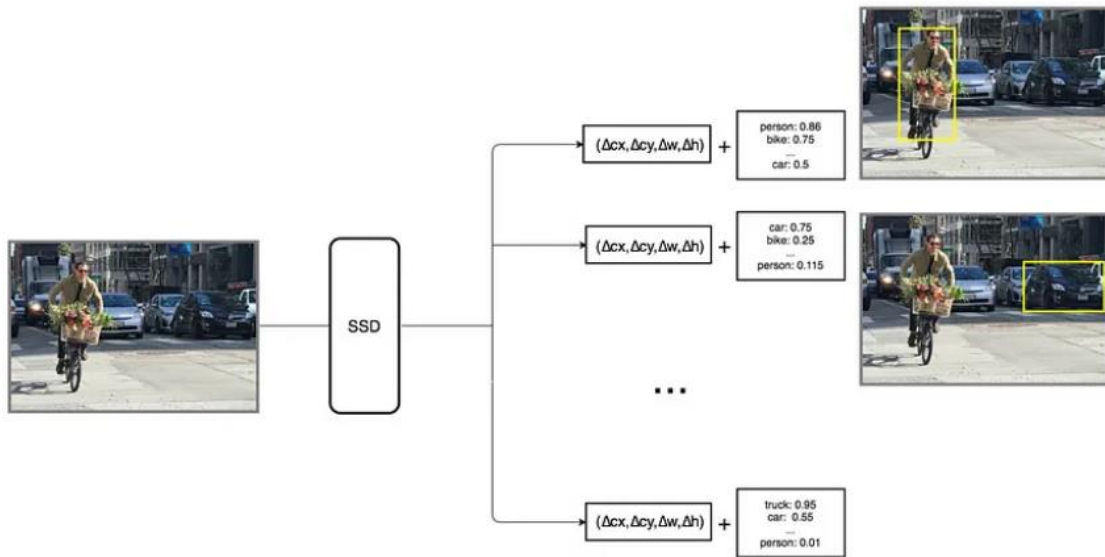 (Δcx,Δcy,Δw,Δh)
+
person: 0.86
bike: 0.75
...
car: 0.5
(Δcx,Δcy,Δw,Δh)
+
car: 0.75
bike: 0.25
...
person: 0.115
SSD
...
(Δcx,Δcy,Δw,Δh)
+
truck: 0.95
car: 0.55
...
person: 0.01